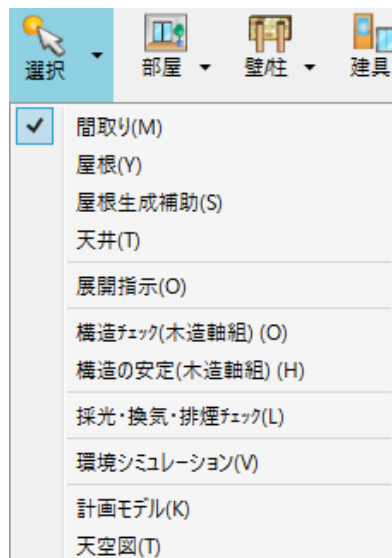 選択
部屋
壁/柱
建具
間取り(M)
屋根(Y)
屋根生成補助(S)
天井(T)
展開指示(O)
構造ﾁｪｯｸ(木造軸組) (O)
構造の安定(木造軸組) (H)
採光・換気・排煙ﾁｪｯｸ(L)
環境シミュレーション(V)
計画モデル(K)
天空図(T)